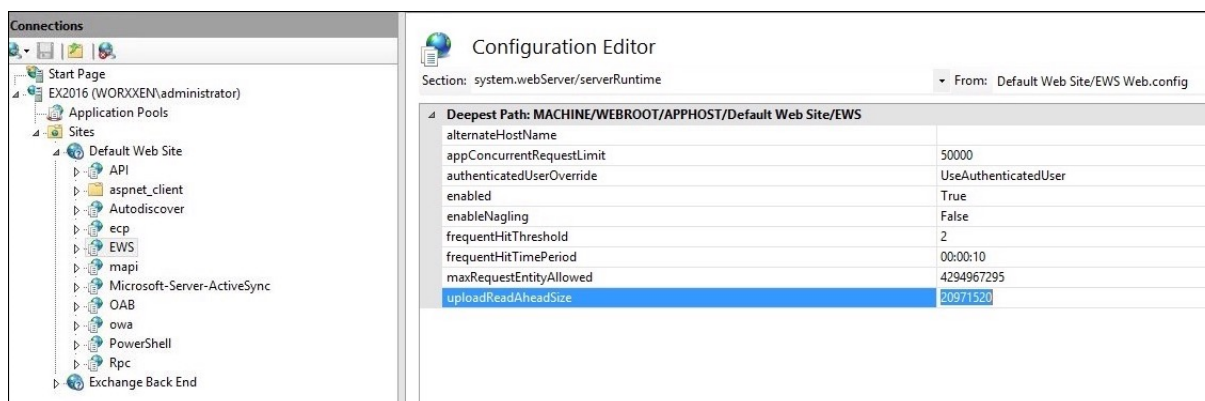 Connections
Start Page
EX2016 (WORXXEN\administrator)
Application Pools
Sites
Default Web Site
API
aspnet_client
Autodiscover
ecp
EWS
mapi
Microsoft-Server-ActiveSync
OAB
owa
PowerShell
Rpc
Exchange Back End
Configuration Editor
Section: system.webServer/serverRuntime From: Default Web Site/EWS Web.config
Deepest Path: MACHINE/WEBROOT/APPHOST/Default Web Site/EWS
alternateHostName
appConcurrentRequestLimit 50000
authenticatedUserOverride UseAuthenticatedUser
enabled True
enableNagling False
frequentHitThreshold 2
frequentHitTimePeriod 00:00:10
maxRequestEntityAllowed 4294967295
uploadReadAheadSize 20971520